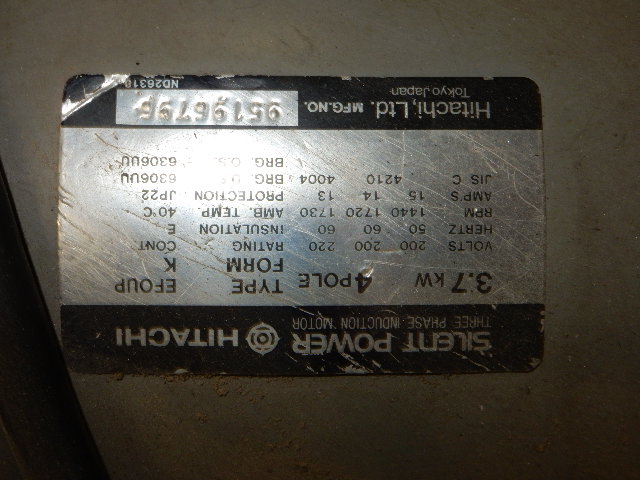 SILENT POWER HITACHI
THREE PHASE INDUCTION MOTOR
3.7 KW 4 POLE TYPE EFOUP
FORM K
VOLTS 200 200 220 RATING CONT
HERTZ 50 60 60 INSULATION E
RPM 1440 1720 1730 AMB. TEMP. 40°C
AMP'S 15 14 13 PROTECTION JP22
JIS C 4210 4004 BRG. D.S 6306UU
BRG. O.S 6306UU
Hitachi, Ltd. MFG.NO.
Tokyo Japan